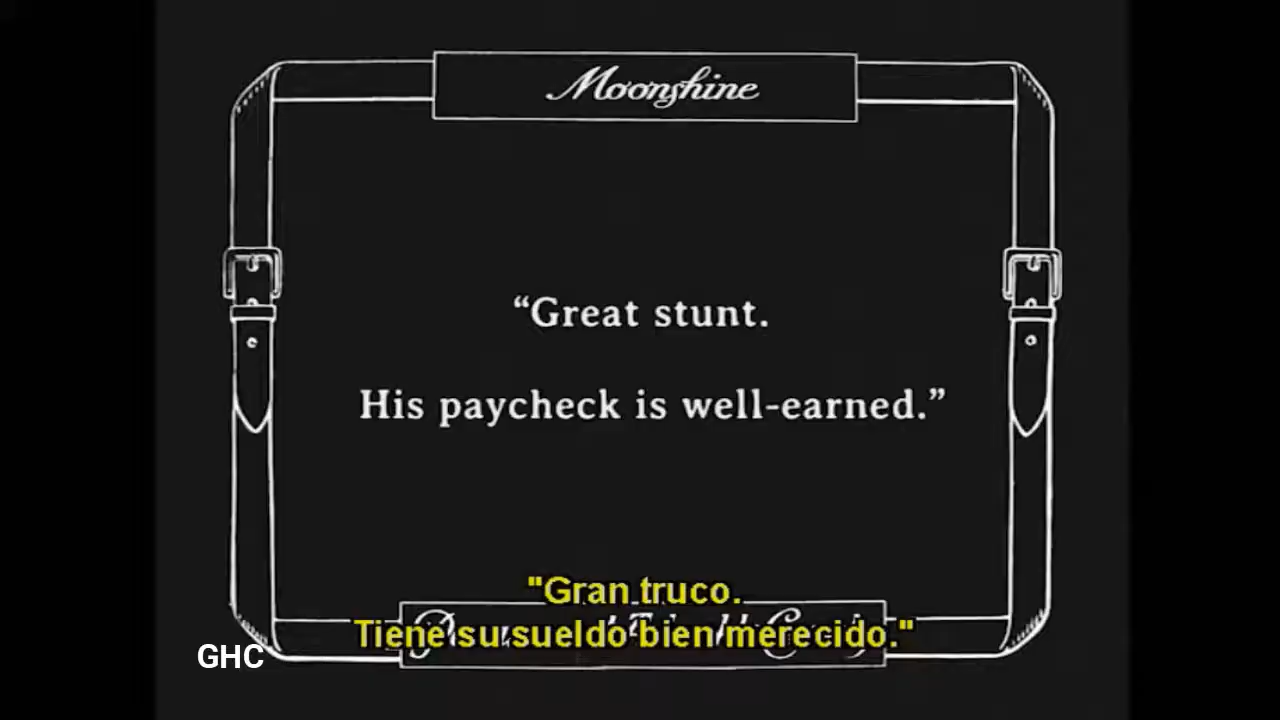 Moonshine
“Great stunt.
His paycheck is well-earned.”
"Gran truco.
Tiene su sueldo bien merecido."
GHC